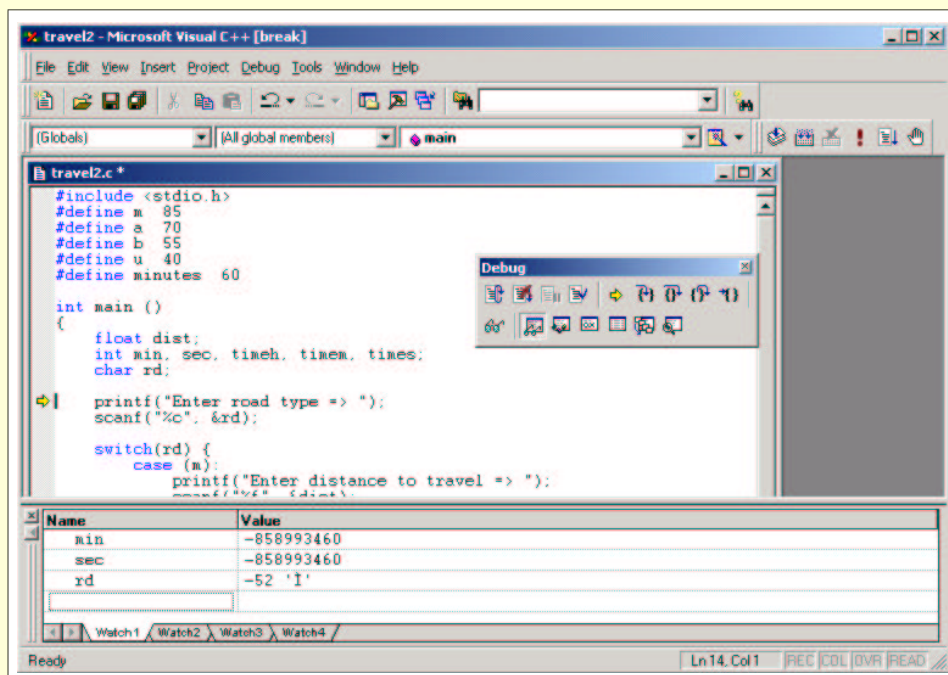 travel2 - Microsoft Visual C++ [break]
File Edit View Insert Project Debug Tools Window Help
(Globals) (All global members) main
travel2.c *
#include <stdio.h>
#define m 85
#define a 70
#define b 55
#define u 40
#define minutes 60
Debug
int main ()
{
float dist;
int min, sec, timeh, timem, times;
char rd;
printf("Enter road type => ");
scanf("%c", &rd);
switch(rd) {
case (m):
printf("Enter distance to travel => ");
scanf("%f", &dist);
Name Value
min -858993460
sec -858993460
rd -52 'Ì'
Watch1 Watch2 Watch3 Watch4
Ready Ln 14, Col 1 REC COL OVR READ